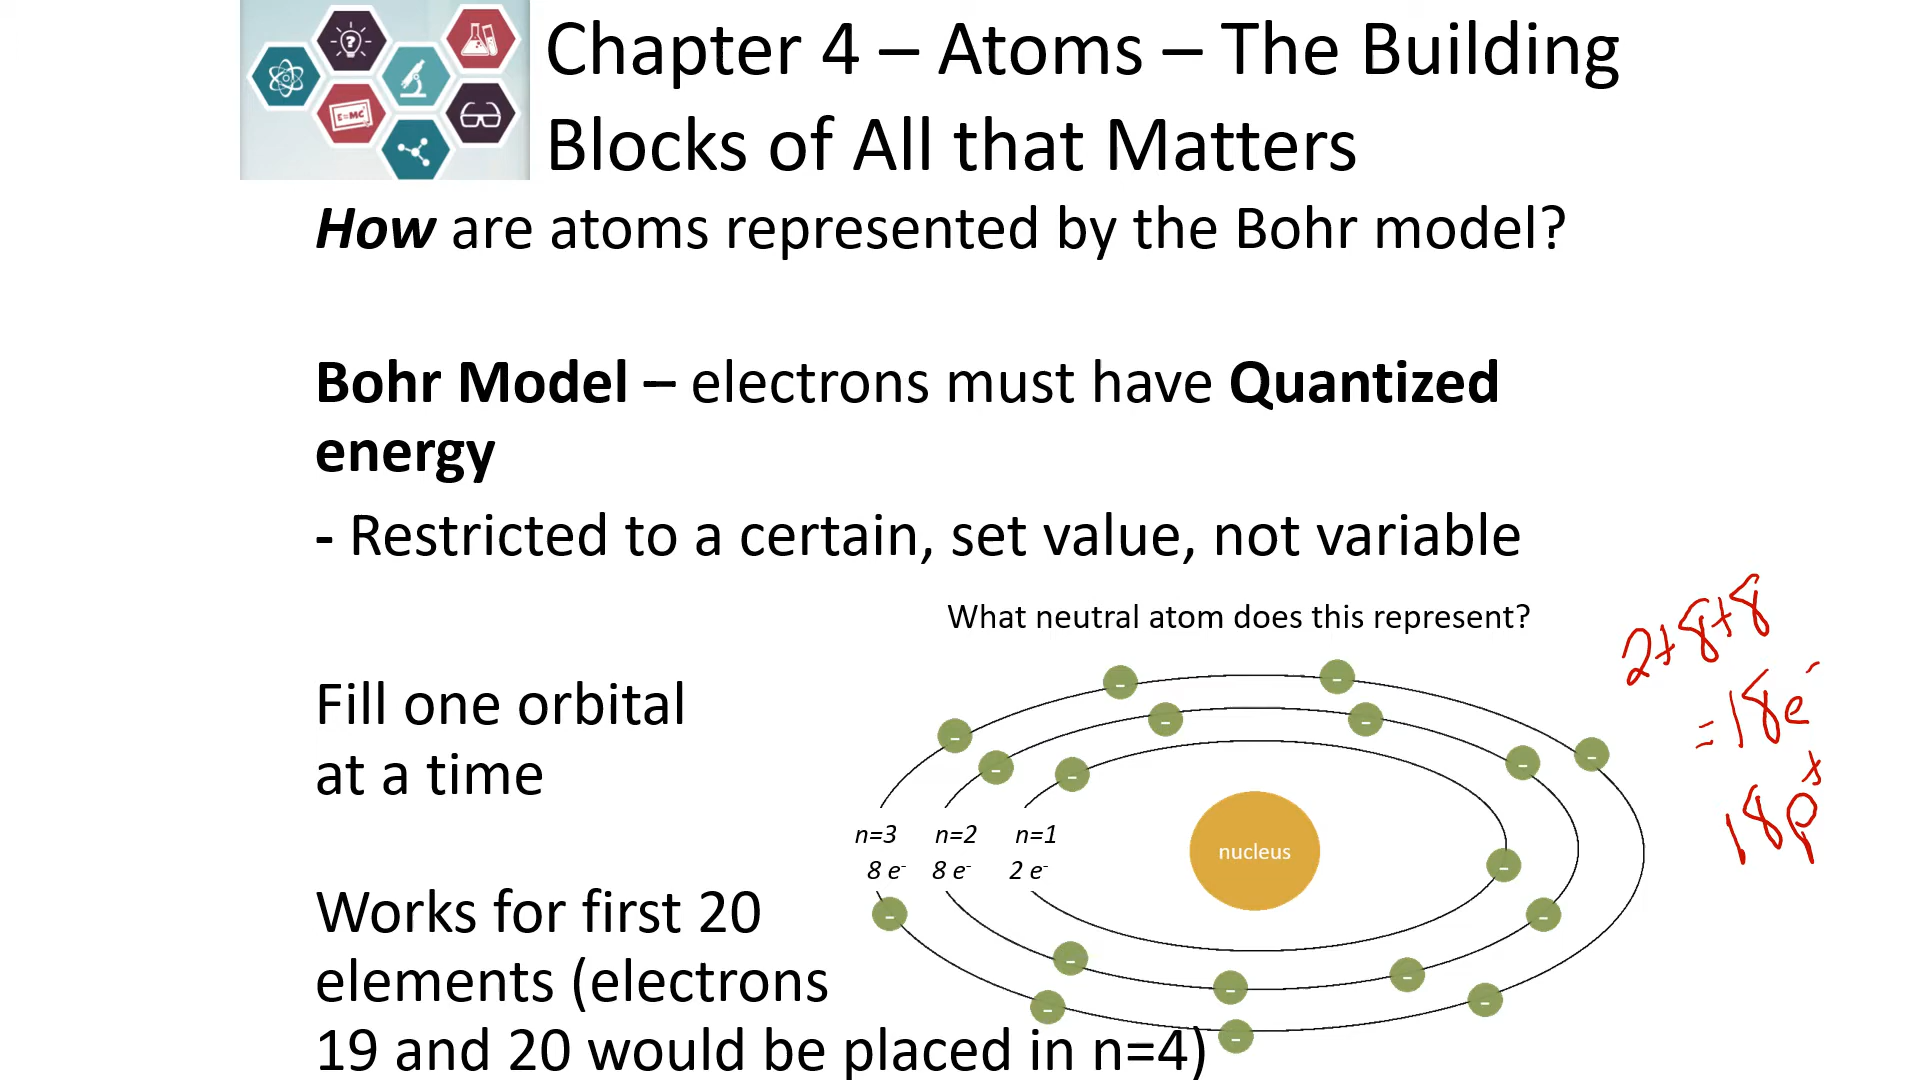 Chapter 4 – Atoms – The Building
Blocks of All that Matters
?
E=MC²
How are atoms represented by the Bohr model?
Bohr Model – electrons must have Quantized
energy
- Restricted to a certain, set value, not variable
What neutral atom does this represent?
2+8+8
=18e⁻
18p⁺
Fill one orbital
at a time
n=3 n=2 n=1
8 e⁻ 8 e⁻ 2 e⁻
nucleus
Works for first 20
elements (electrons
19 and 20 would be placed in n=4)